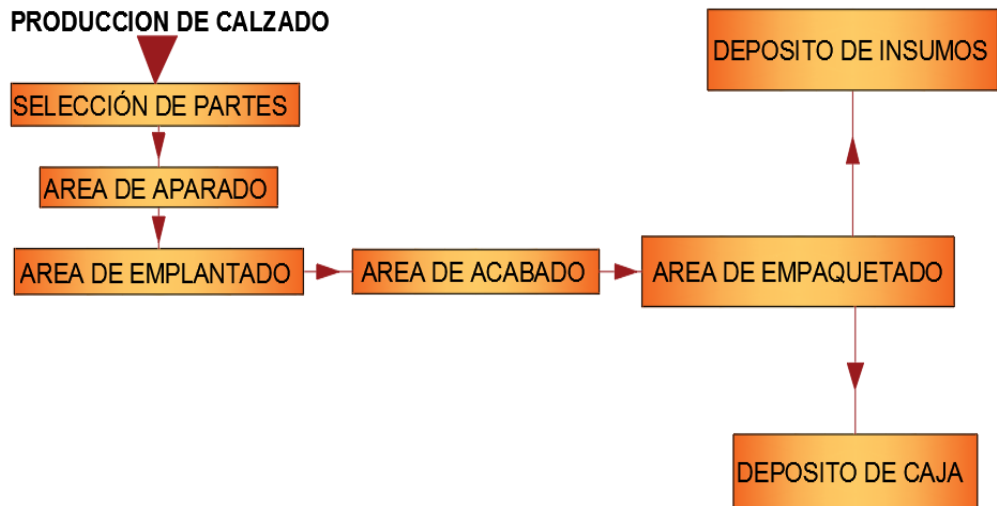 PRODUCCION DE CALZADO
SELECCIÓN DE PARTES
AREA DE APARADO
AREA DE EMPLANTADO
AREA DE ACABADO
AREA DE EMPAQUETADO
DEPOSITO DE INSUMOS
DEPOSITO DE CAJA